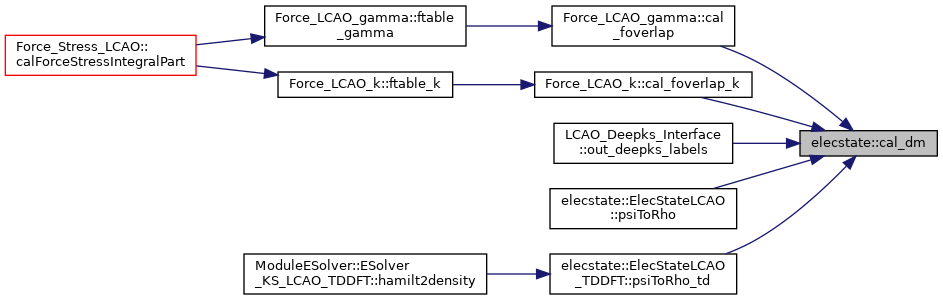 Force_LCAO_gamma::ftable
_gamma
Force_LCAO_gamma::cal
_foverlap
Force_Stress_LCAO::
calForceStressIntegralPart
Force_LCAO_k::ftable_k
Force_LCAO_k::cal_foverlap_k
LCAO_Deepks_Interface
::out_deepks_labels
elecstate::cal_dm
elecstate::ElecStateLCAO
::psiToRho
ModuleESolver::ESolver
_KS_LCAO_TDDFT::hamilt2density
elecstate::ElecStateLCAO
_TDDFT::psiToRho_td